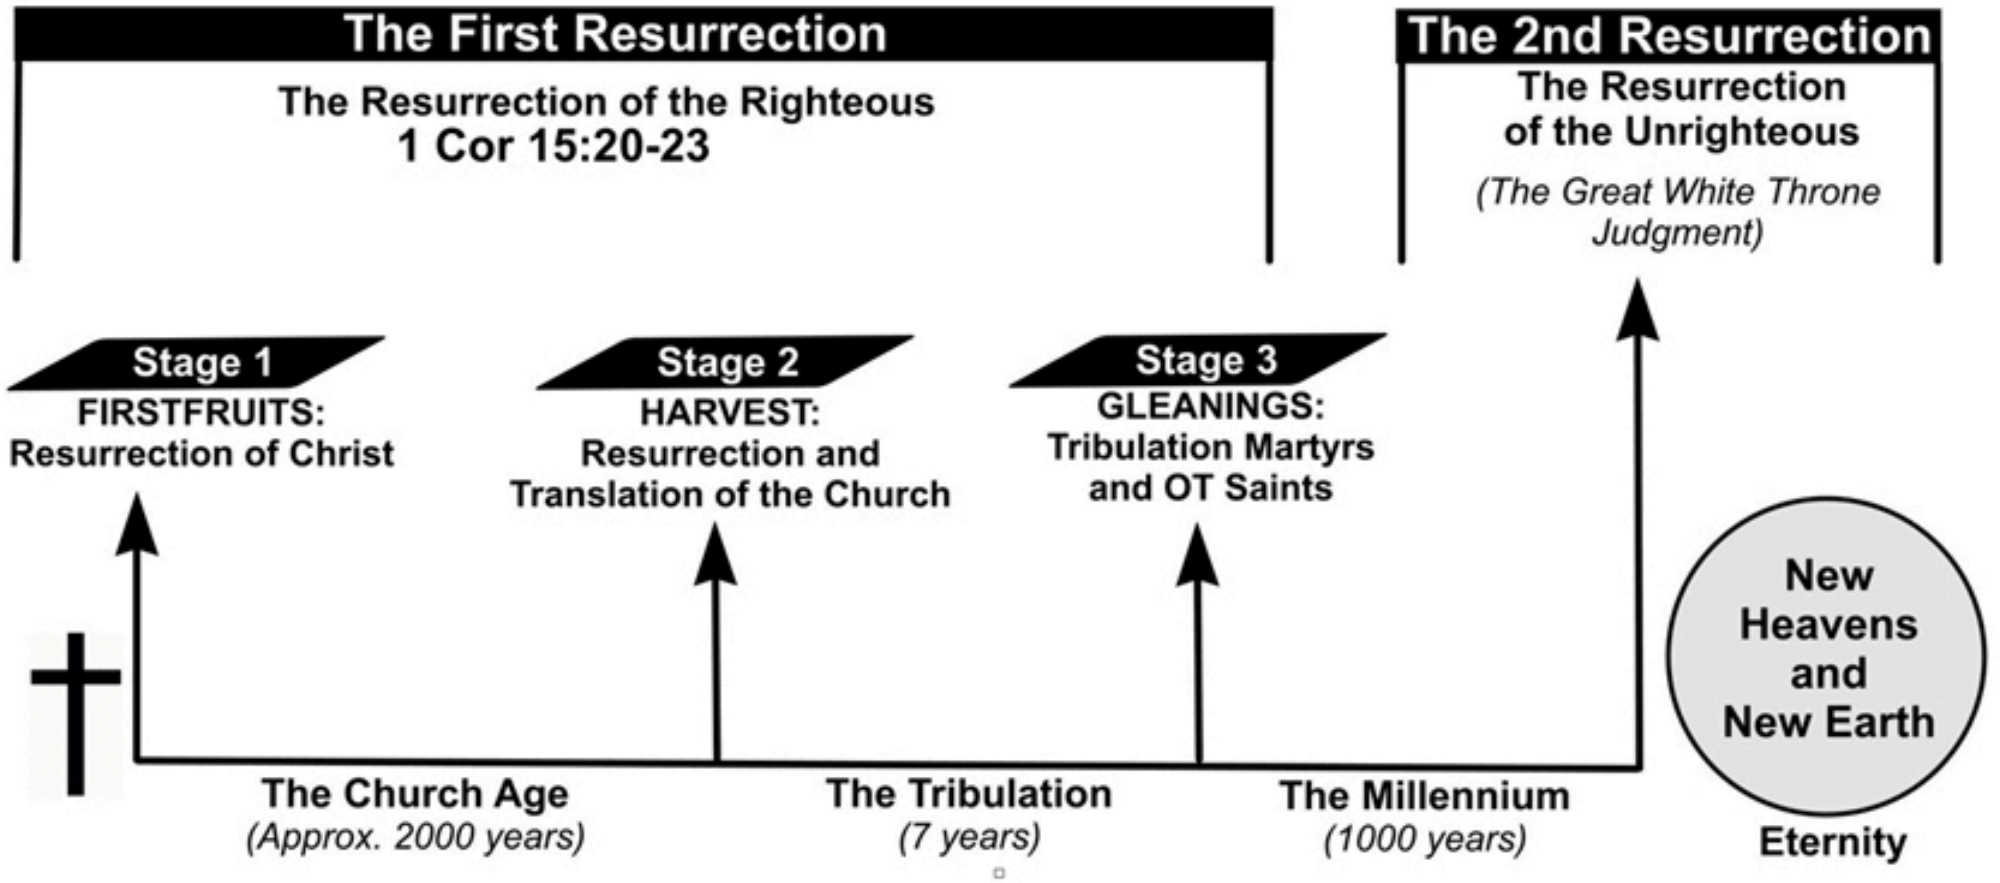 The First Resurrection
The Resurrection of the Righteous
1 Cor 15:20-23
The 2nd Resurrection
The Resurrection
of the Unrighteous
(The Great White Throne
Judgment)
Stage 1
FIRSTFRUITS:
Resurrection of Christ
Stage 2
HARVEST:
Resurrection and
Translation of the Church
Stage 3
GLEANINGS:
Tribulation Martyrs
and OT Saints
The Church Age
(Approx. 2000 years)
The Tribulation
(7 years)
The Millennium
(1000 years)
New
Heavens
and
New Earth
Eternity